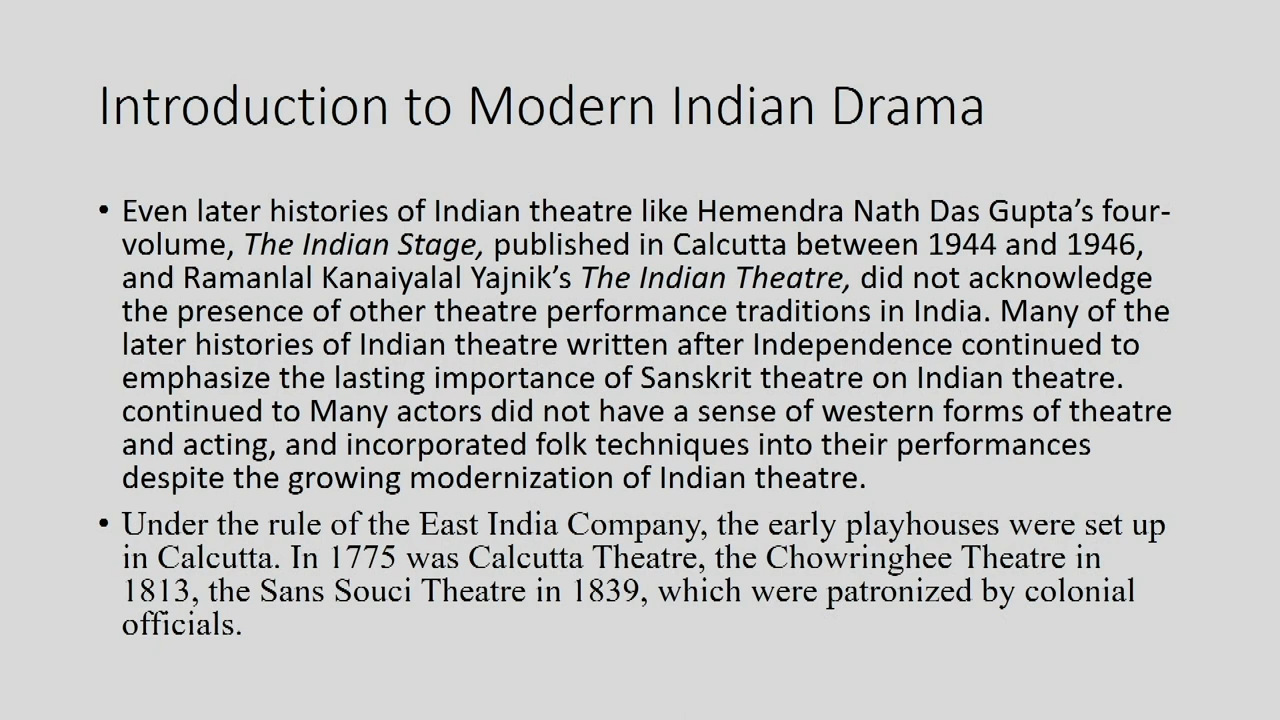 Introduction to Modern Indian Drama
• Even later histories of Indian theatre like Hemendra Nath Das Gupta’s four-
volume, The Indian Stage, published in Calcutta between 1944 and 1946,
and Ramanlal Kanaiyalal Yajnik’s The Indian Theatre, did not acknowledge
the presence of other theatre performance traditions in India. Many of the
later histories of Indian theatre written after Independence continued to
emphasize the lasting importance of Sanskrit theatre on Indian theatre.
continued to Many actors did not have a sense of western forms of theatre
and acting, and incorporated folk techniques into their performances
despite the growing modernization of Indian theatre.
• Under the rule of the East India Company, the early playhouses were set up
in Calcutta. In 1775 was Calcutta Theatre, the Chowringhee Theatre in
1813, the Sans Souci Theatre in 1839, which were patronized by colonial
officials.